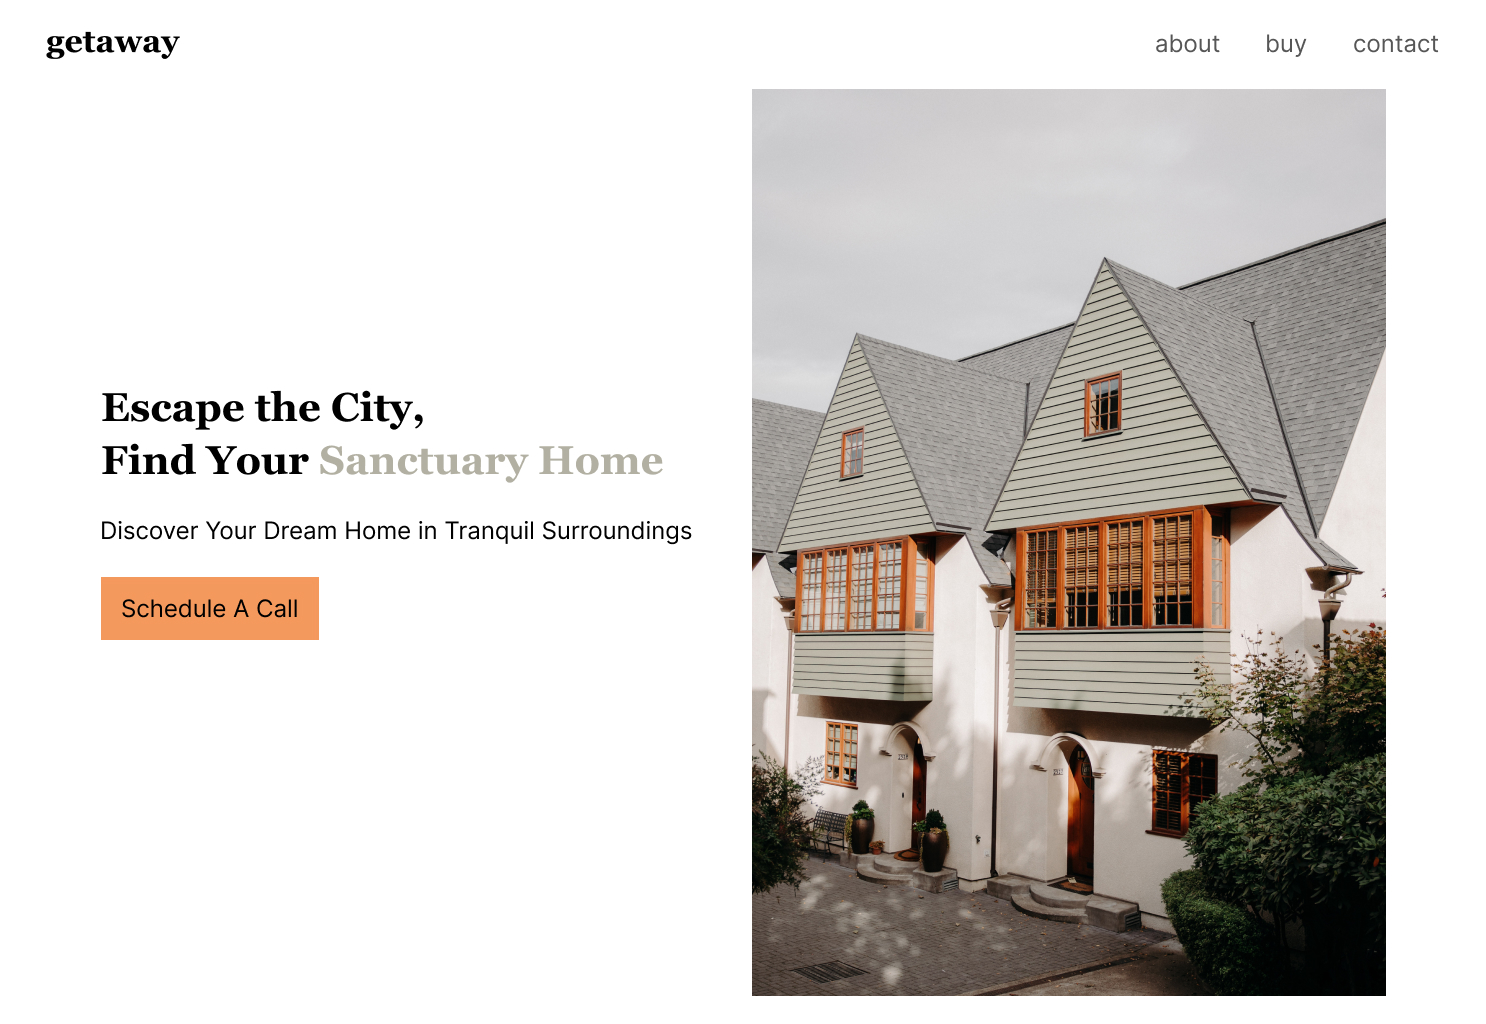 getaway
about buy contact
Escape the City,
Find Your Sanctuary Home
Discover Your Dream Home in Tranquil Surroundings
Schedule A Call